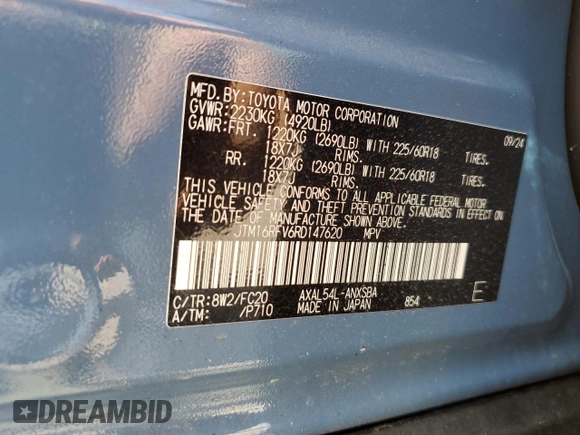 MFD. BY: TOYOTA MOTOR CORPORATION 09/24
GVWR: 2230KG (4920LB)
GAWR: FRT. 1220KG (2690LB) WITH 225/60R18 TIRES.
18X7J RIMS.
RR. 1220KG (2690LB) WITH 225/60R18 TIRES.
18X7J RIMS.
THIS VEHICLE CONFORMS TO ALL APPLICABLE FEDERAL MOTOR
VEHICLE SAFETY AND BUMPER STANDARDS IN EFFECT ON
THE DATE OF MANUFACTURE SHOWN ABOVE.
JTM16RFV6RD147620 MPV
C/TR: 8W2/FC20 AXAL54L-ANXSBA
A/TM: /P710 MADE IN JAPAN 854 E
DREAMBID